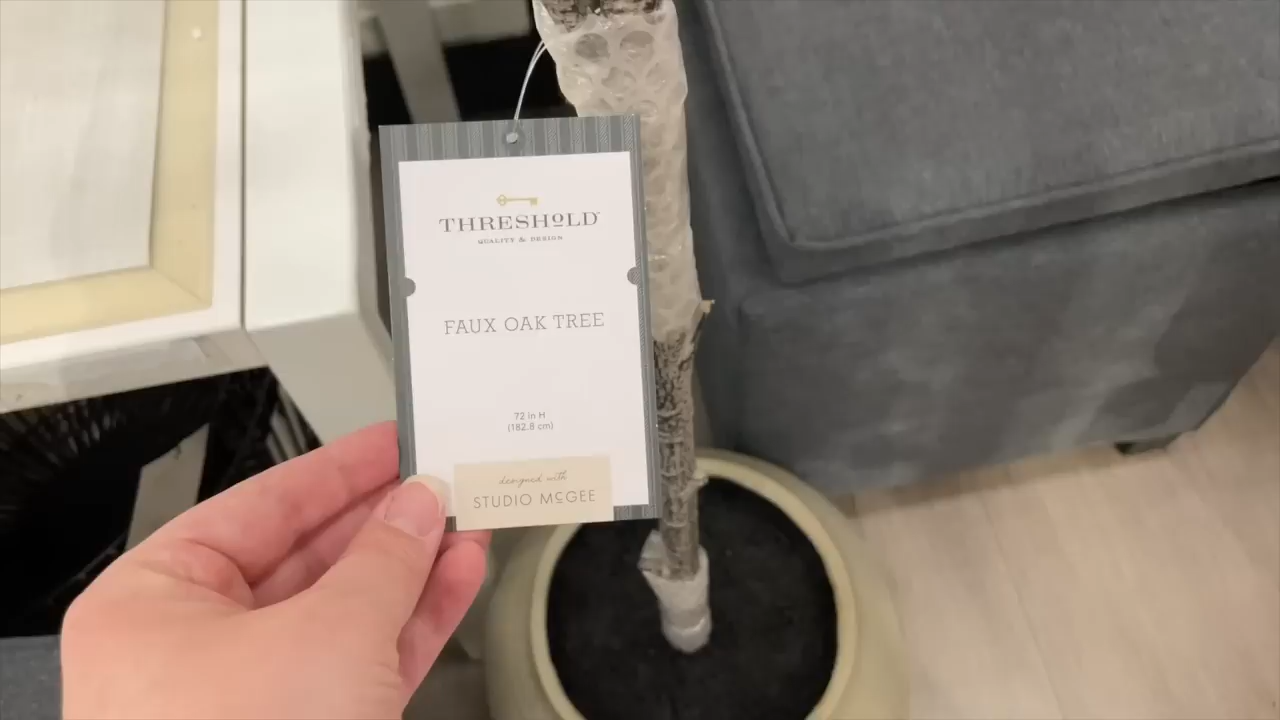 THRESHOLD
QUALITY & DESIGN
FAUX OAK TREE
72 in H
(182.8 cm)
designed with
STUDIO McGEE